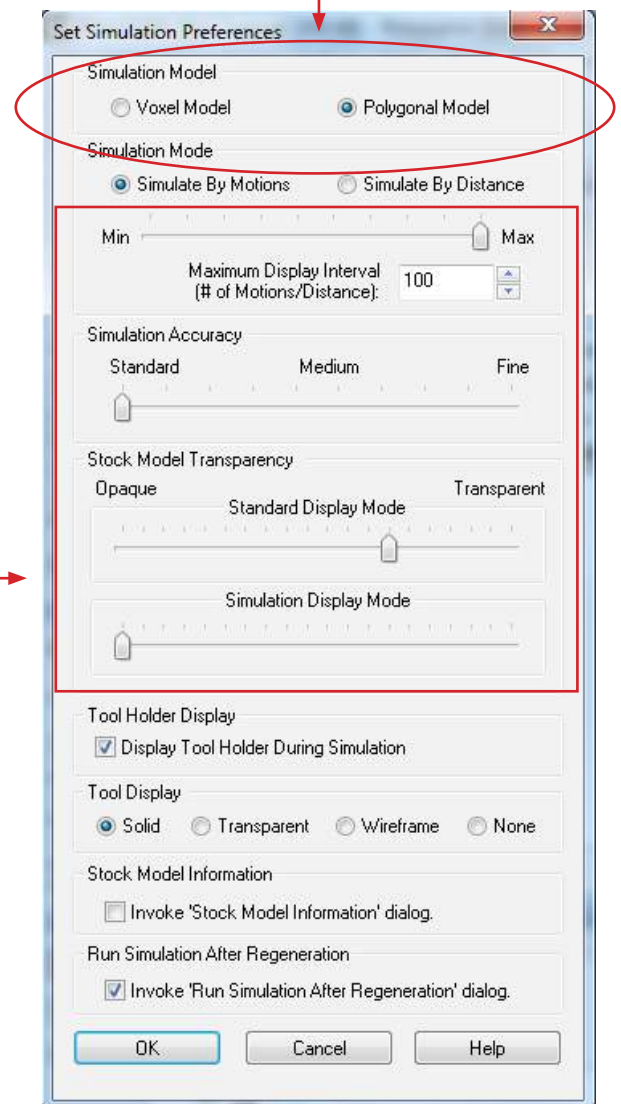 Set Simulation Preferences
Simulation Model
Voxel Model Polygonal Model
Simulation Mode
Simulate By Motions Simulate By Distance
Min Max
Maximum Display Interval
(# of Motions/Distance): 100
Simulation Accuracy
Standard Medium Fine
Stock Model Transparency
Opaque Transparent
Standard Display Mode
Simulation Display Mode
Tool Holder Display
Display Tool Holder During Simulation
Tool Display
Solid Transparent Wireframe None
Stock Model Information
Invoke 'Stock Model Information' dialog.
Run Simulation After Regeneration
Invoke 'Run Simulation After Regeneration' dialog.
OK Cancel Help